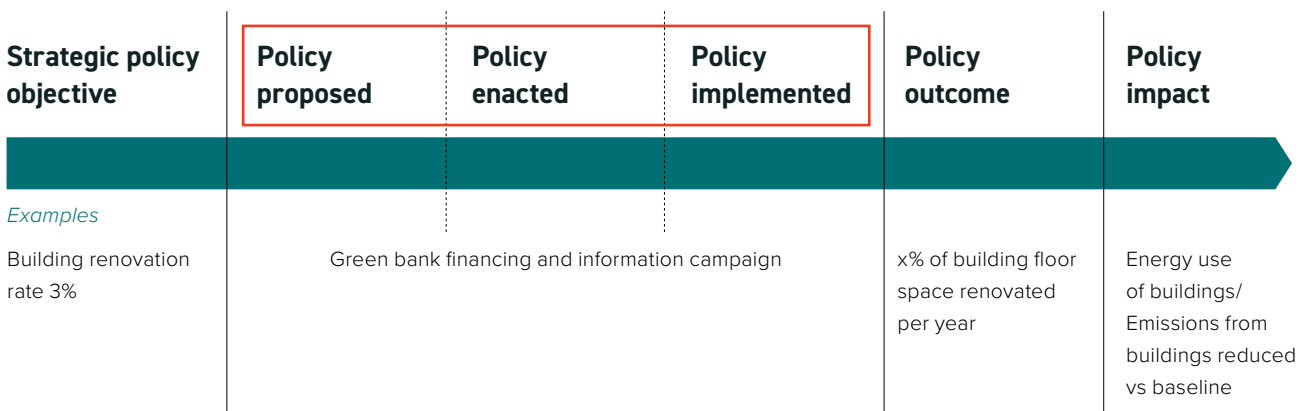 Strategic policy
objective
Policy
proposed
Policy
enacted
Policy
implemented
Policy
outcome
Policy
impact
Examples
Building renovation
rate 3%
Green bank financing and information campaign
x% of building floor
space renovated
per year
Energy use
of buildings/
Emissions from
buildings reduced
vs baseline